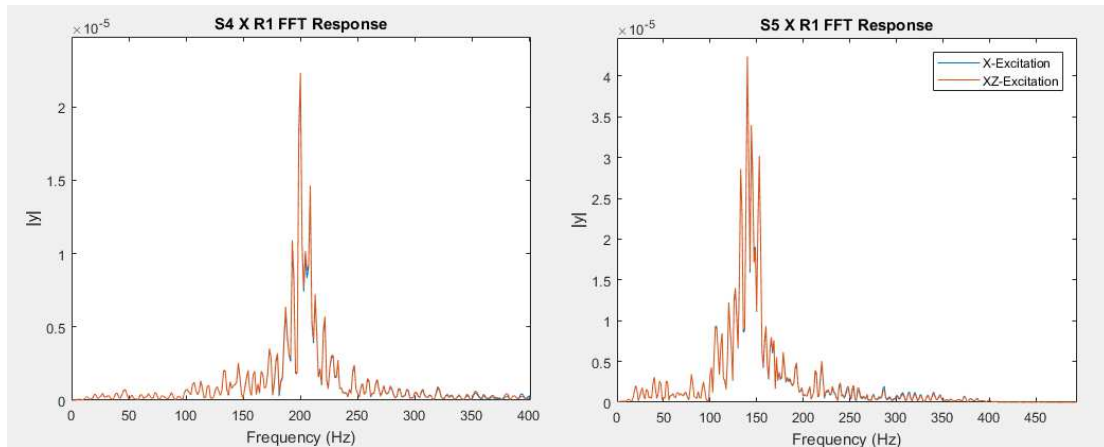 S4 X R1 FFT Response
×10⁻⁵
2
1.5
1
0.5
0
|y|
0 50 100 150 200 250 300 350 400
Frequency (Hz)
S5 X R1 FFT Response
×10⁻⁵
X-Excitation
XZ-Excitation
4
3.5
3
2.5
2
1.5
1
0.5
0
|y|
0 50 100 150 200 250 300 350 400 450
Frequency (Hz)